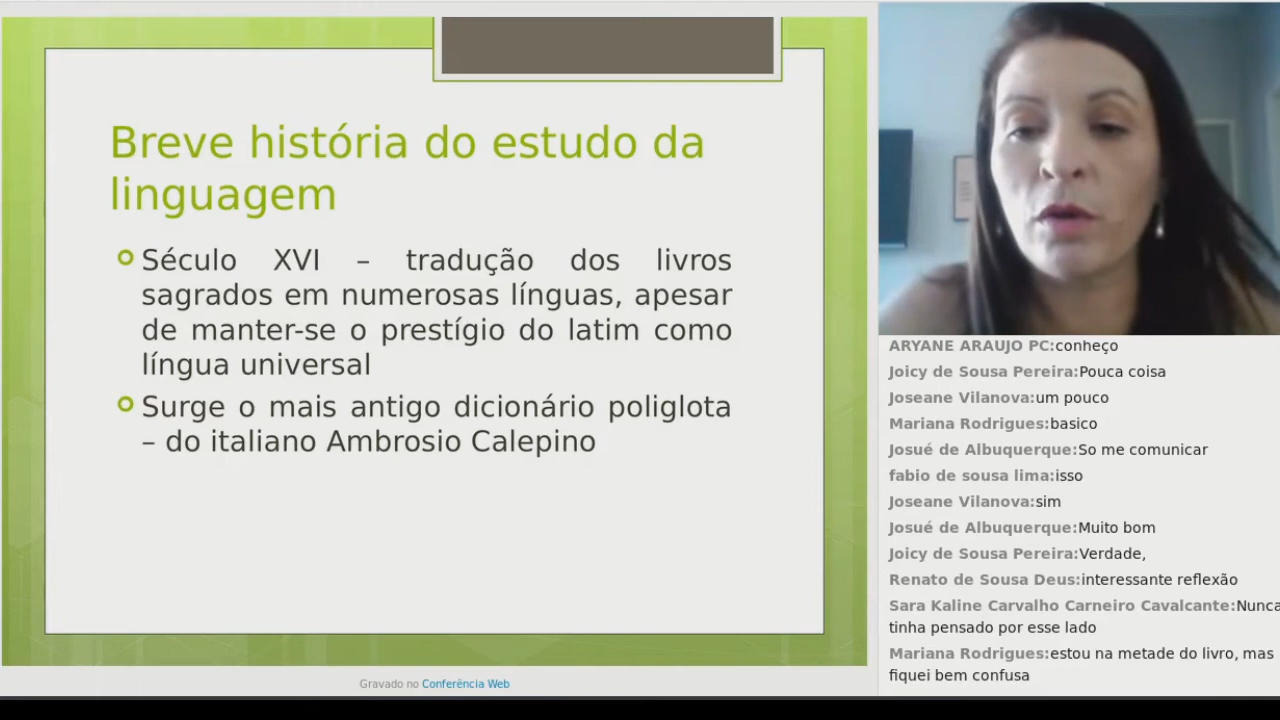 Breve história do estudo da
linguagem
Século XVI – tradução dos livros
sagrados em numerosas línguas, apesar
de manter-se o prestígio do latim como
língua universal
Surge o mais antigo dicionário poliglota
– do italiano Ambrosio Calepino
Gravado no Conferência Web
ARYANE ARAUJO PC:conheço
Joicy de Sousa Pereira:Pouca coisa
Joseane Vilanova:um pouco
Mariana Rodrigues:basico
Josué de Albuquerque:So me comunicar
fabio de sousa lima:isso
Joseane Vilanova:sim
Josué de Albuquerque:Muito bom
Joicy de Sousa Pereira:Verdade,
Renato de Sousa Deus:interessante reflexão
Sara Kaline Carvalho Carneiro Cavalcante:Nunca
tinha pensado por esse lado
Mariana Rodrigues:estou na metade do livro, mas
fiquei bem confusa